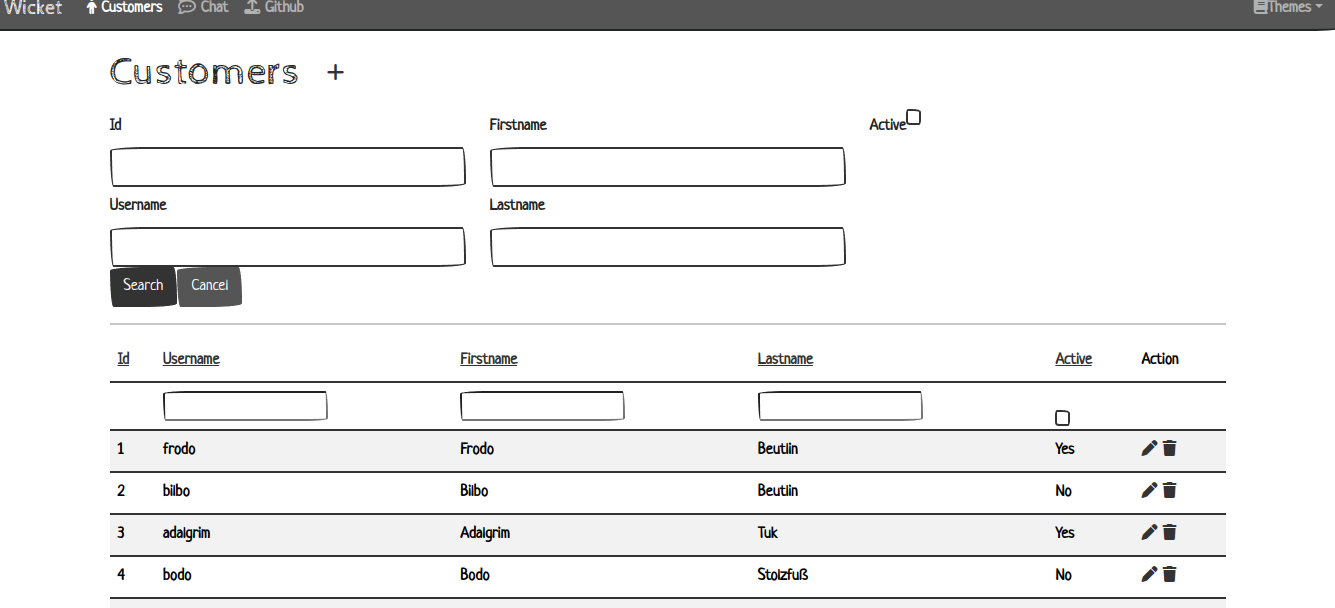 Wicket Customers Chat Github Themes
Customers +
Id Firstname Active
Username Lastname
Search Cancel
Id Username Firstname Lastname Active Action
1 frodo Frodo Beutlin Yes
2 bilbo Bilbo Beutlin No
3 adalgrim Adalgrim Tuk Yes
4 bodo Bodo Stolzfuß No